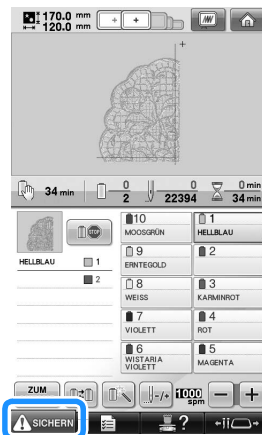 170.0 mm
120.0 mm
34 min
0
2
0
22394
0 min
34 min
HELLBLAU 1
2
STOP
10
MOOSGRÜN
1
HELLBLAU
9
ERNTEGOLD
2
8
WEISS
3
KARMINROT
7
VIOLETT
4
ROT
6
WISTARIA
VIOLETT
5
MAGENTA
ZUM
-/+
1000
spm
- +
SICHERN
?